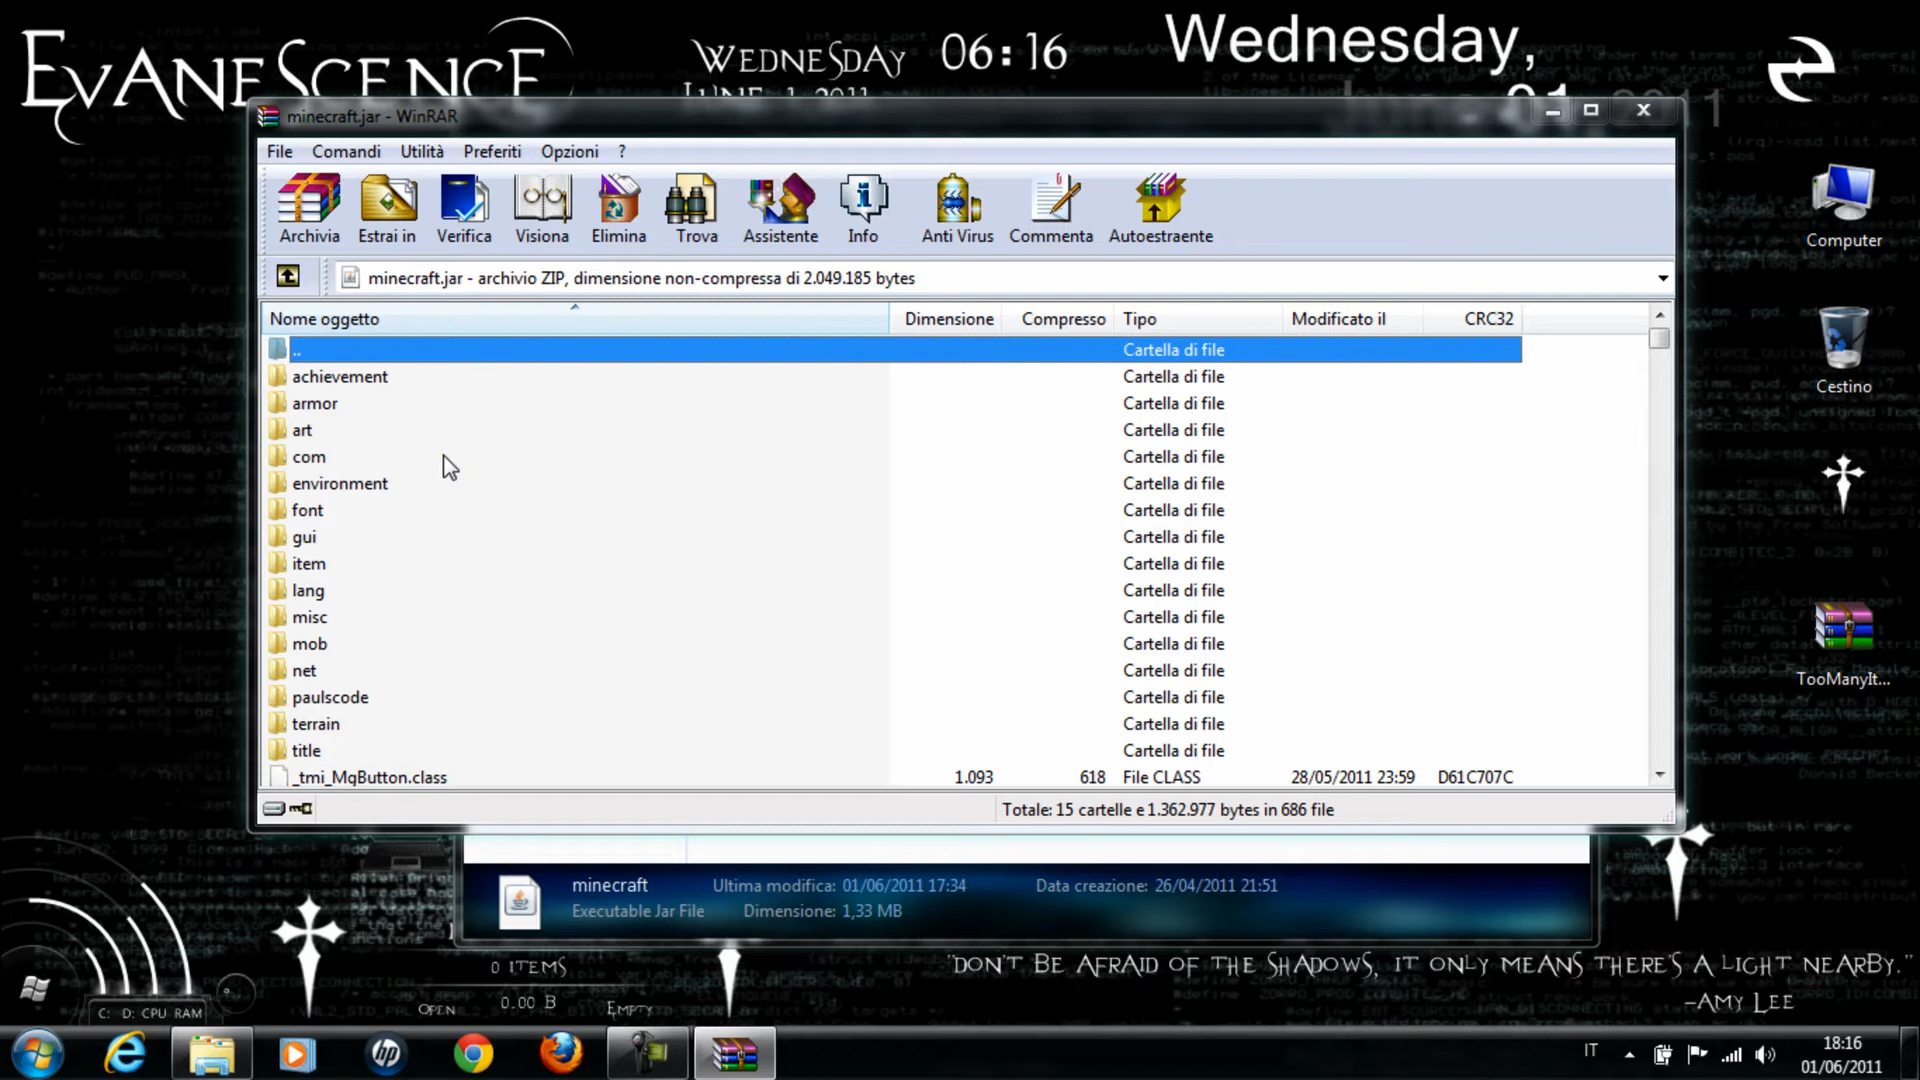 EVANESCENCE
WEDNESDAY 06:16
JUNE 1, 2011
Wednesday,
June 01, 2011
minecraft.jar - WinRAR
File Comandi Utilità Preferiti Opzioni ?
Archivia Estrai in Verifica Visiona Elimina Trova Assistente Info Anti Virus Commenta Autoestraente
minecraft.jar - archivio ZIP, dimensione non-compressa di 2.049.185 bytes
Nome oggetto Dimensione Compresso Tipo Modificato il CRC32
.. Cartella di file
achievement Cartella di file
armor Cartella di file
art Cartella di file
com Cartella di file
environment Cartella di file
font Cartella di file
gui Cartella di file
item Cartella di file
lang Cartella di file
misc Cartella di file
mob Cartella di file
net Cartella di file
paulscode Cartella di file
terrain Cartella di file
title Cartella di file
_tmi_MgButton.class 1.093 618 File CLASS 28/05/2011 23:59 D61C707C
Totale: 15 cartelle e 1.362.977 bytes in 686 file
Computer
Cestino
TooManyIt...
minecraft Ultima modifica: 01/06/2011 17:34 Data creazione: 26/04/2011 21:51
Executable Jar File Dimensione: 1,33 MB
0 ITEMS
0.00 B
OPEN EMPTY
C: D: CPU RAM
"DON'T BE AFRAID OF THE SHADOWS, IT ONLY MEANS THERE'S A LIGHT NEARBY."
-AMY LEE
IT
18:16
01/06/2011